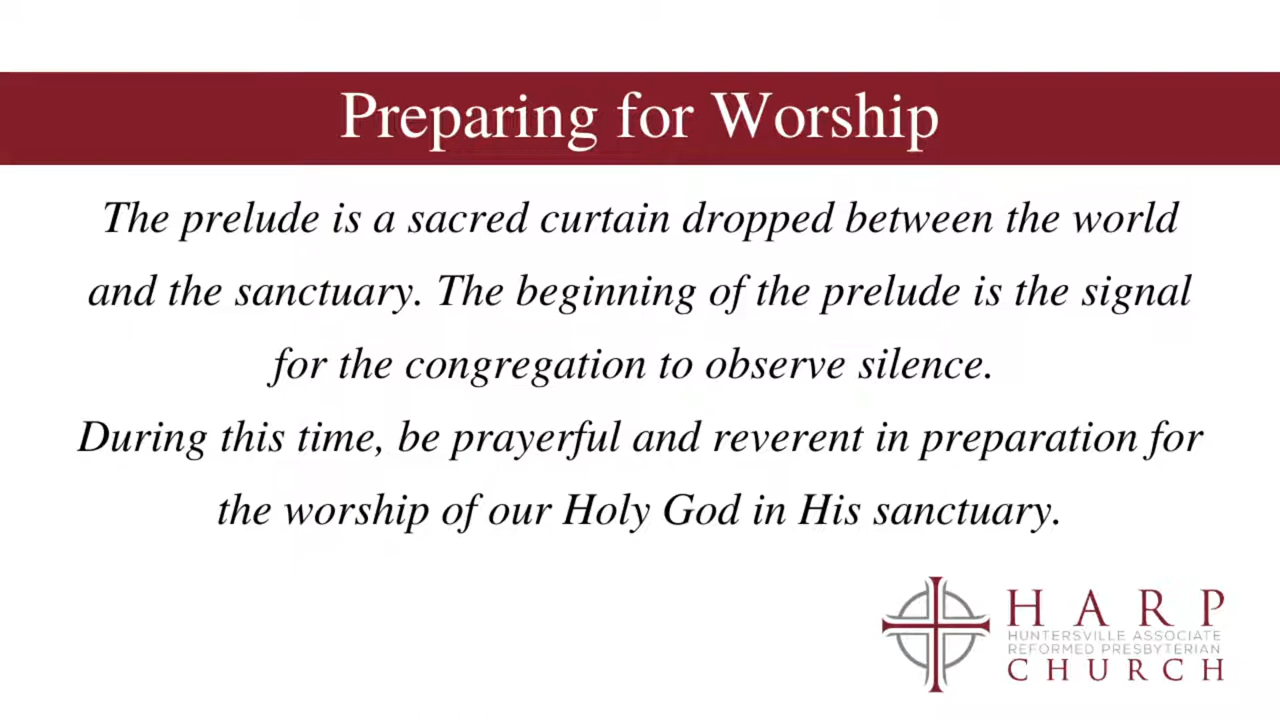 Preparing for Worship
The prelude is a sacred curtain dropped between the world
and the sanctuary. The beginning of the prelude is the signal
for the congregation to observe silence.
During this time, be prayerful and reverent in preparation for
the worship of our Holy God in His sanctuary.
HARP
HUNTERSVILLE ASSOCIATE
REFORMED PRESBYTERIAN
CHURCH